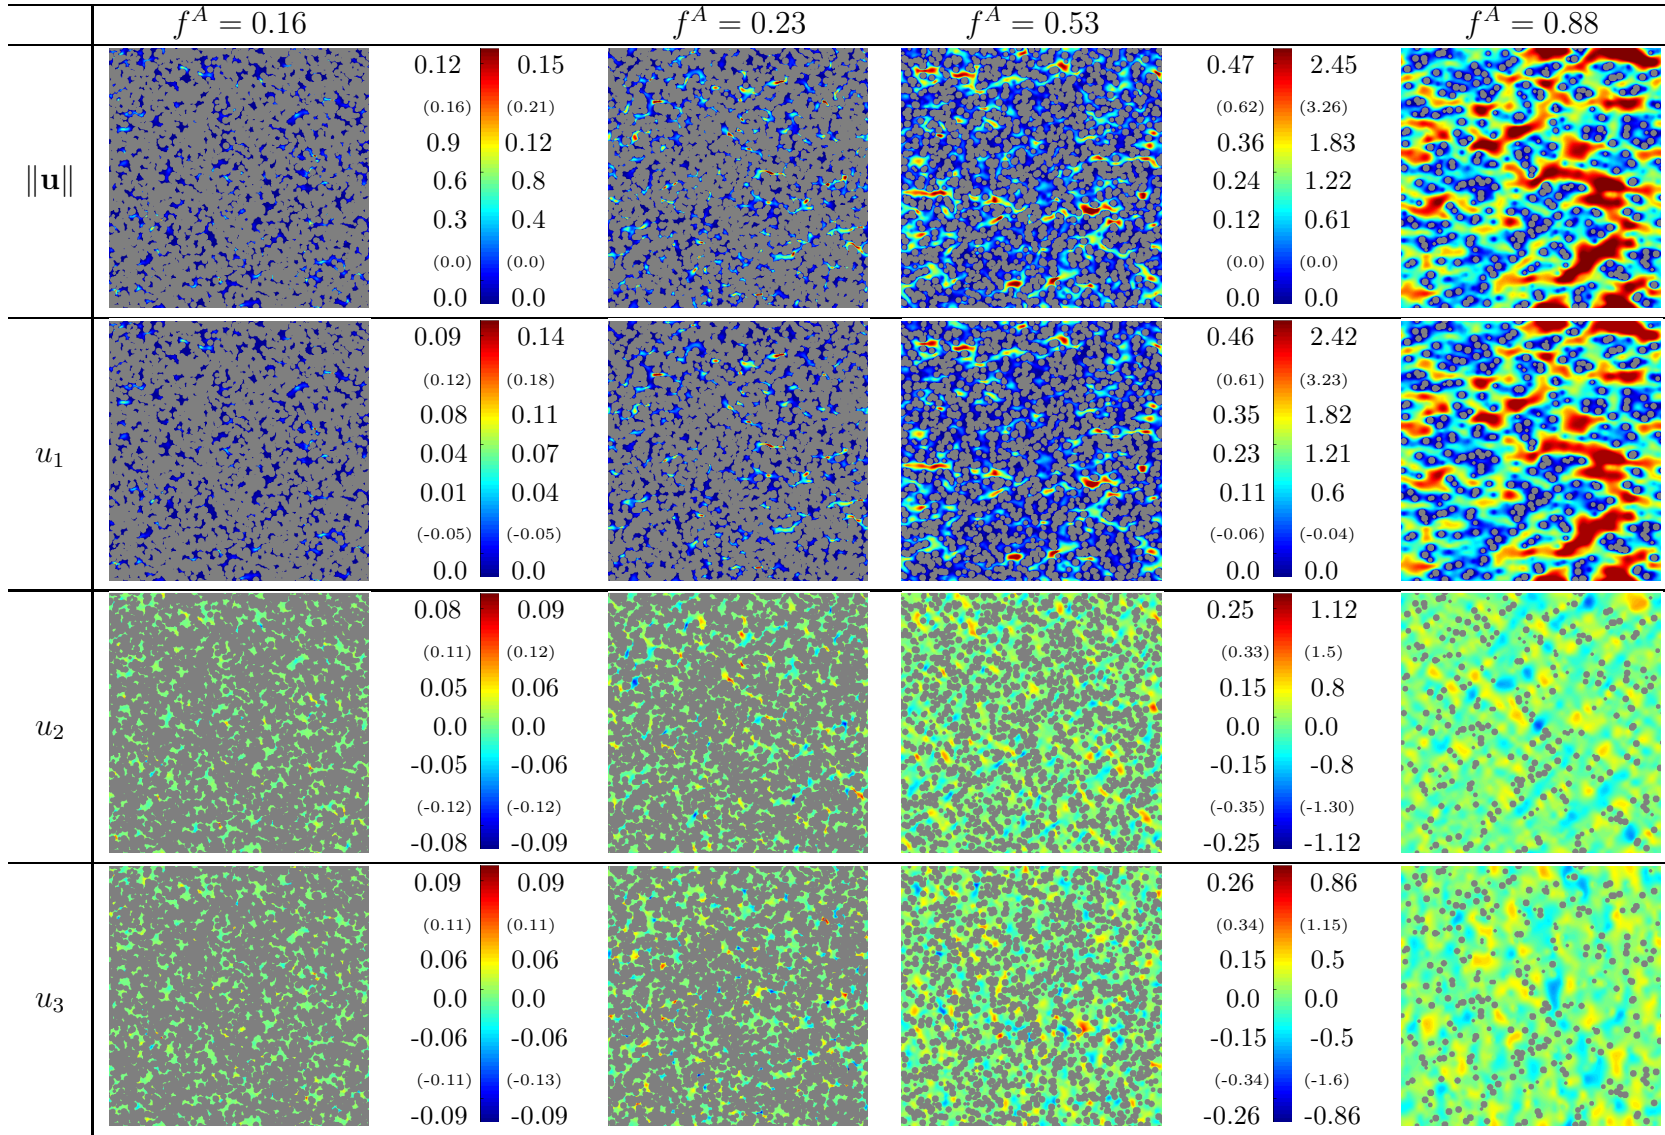 f^A = 0.16 f^A = 0.23 f^A = 0.53 f^A = 0.88
‖u‖
0.12 0.15 0.47 2.45
(0.16) (0.21) (0.62) (3.26)
0.9 0.12 0.36 1.83
0.6 0.8 0.24 1.22
0.3 0.4 0.12 0.61
(0.0) (0.0) (0.0) (0.0)
0.0 0.0 0.0 0.0
u_1
0.09 0.14 0.46 2.42
(0.12) (0.18) (0.61) (3.23)
0.08 0.11 0.35 1.82
0.04 0.07 0.23 1.21
0.01 0.04 0.11 0.6
(-0.05) (-0.05) (-0.06) (-0.04)
0.0 0.0 0.0 0.0
u_2
0.08 0.09 0.25 1.12
(0.11) (0.12) (0.33) (1.5)
0.05 0.06 0.15 0.8
0.0 0.0 0.0 0.0
-0.05 -0.06 -0.15 -0.8
(-0.12) (-0.12) (-0.35) (-1.30)
-0.08 -0.09 -0.25 -1.12
u_3
0.09 0.09 0.26 0.86
(0.11) (0.11) (0.34) (1.15)
0.06 0.06 0.15 0.5
0.0 0.0 0.0 0.0
-0.06 -0.06 -0.15 -0.5
(-0.11) (-0.13) (-0.34) (-1.6)
-0.09 -0.09 -0.26 -0.86